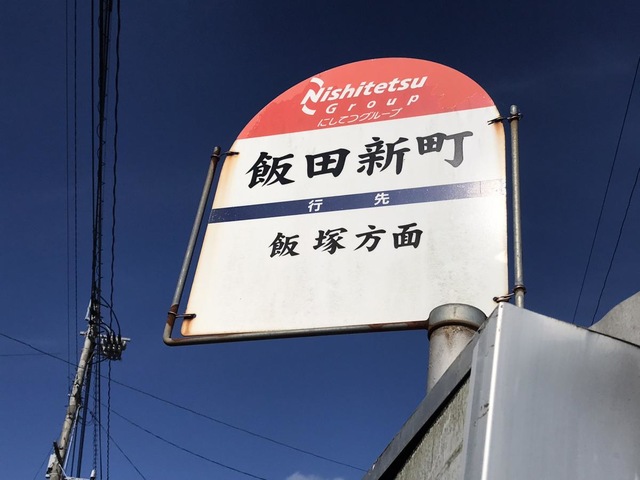 Nishitetsu
Group
にしてつグループ
飯田新町
行先
飯塚方面